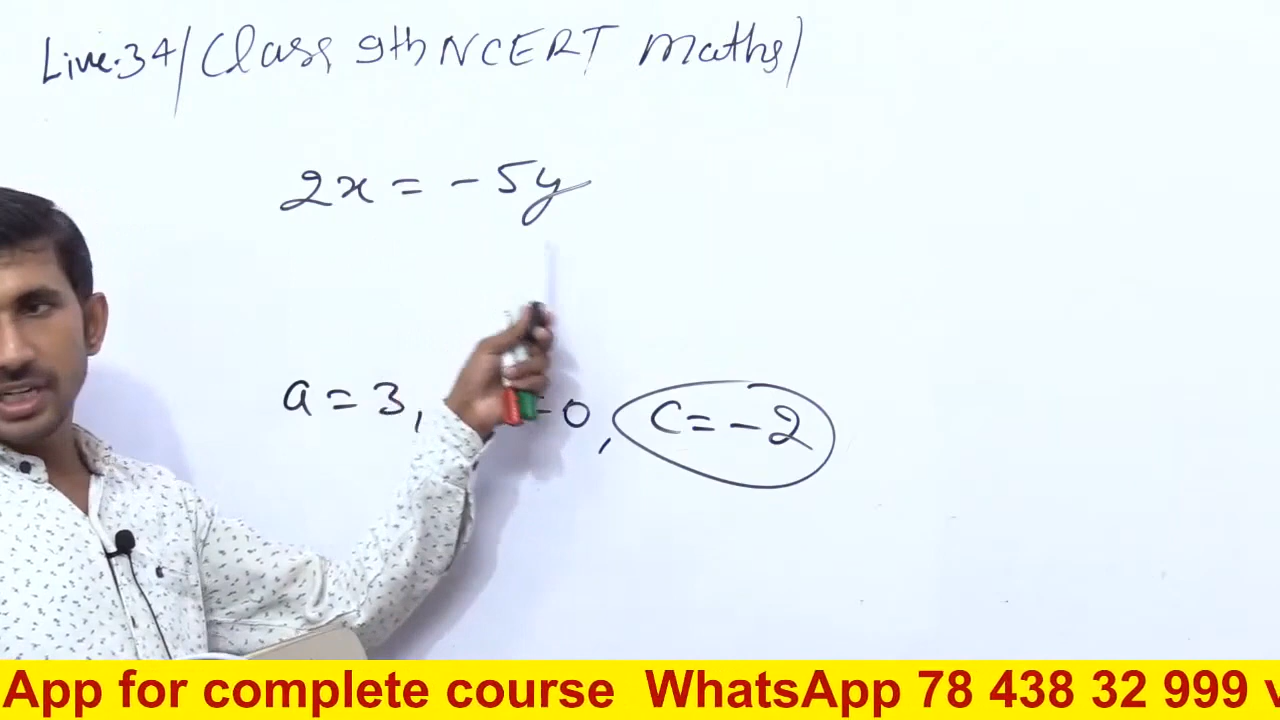 Live.34/Class 9th NCERT Maths/
2x = -5y
a = 3, =0, C = -2
App for complete course WhatsApp 78 438 32 999